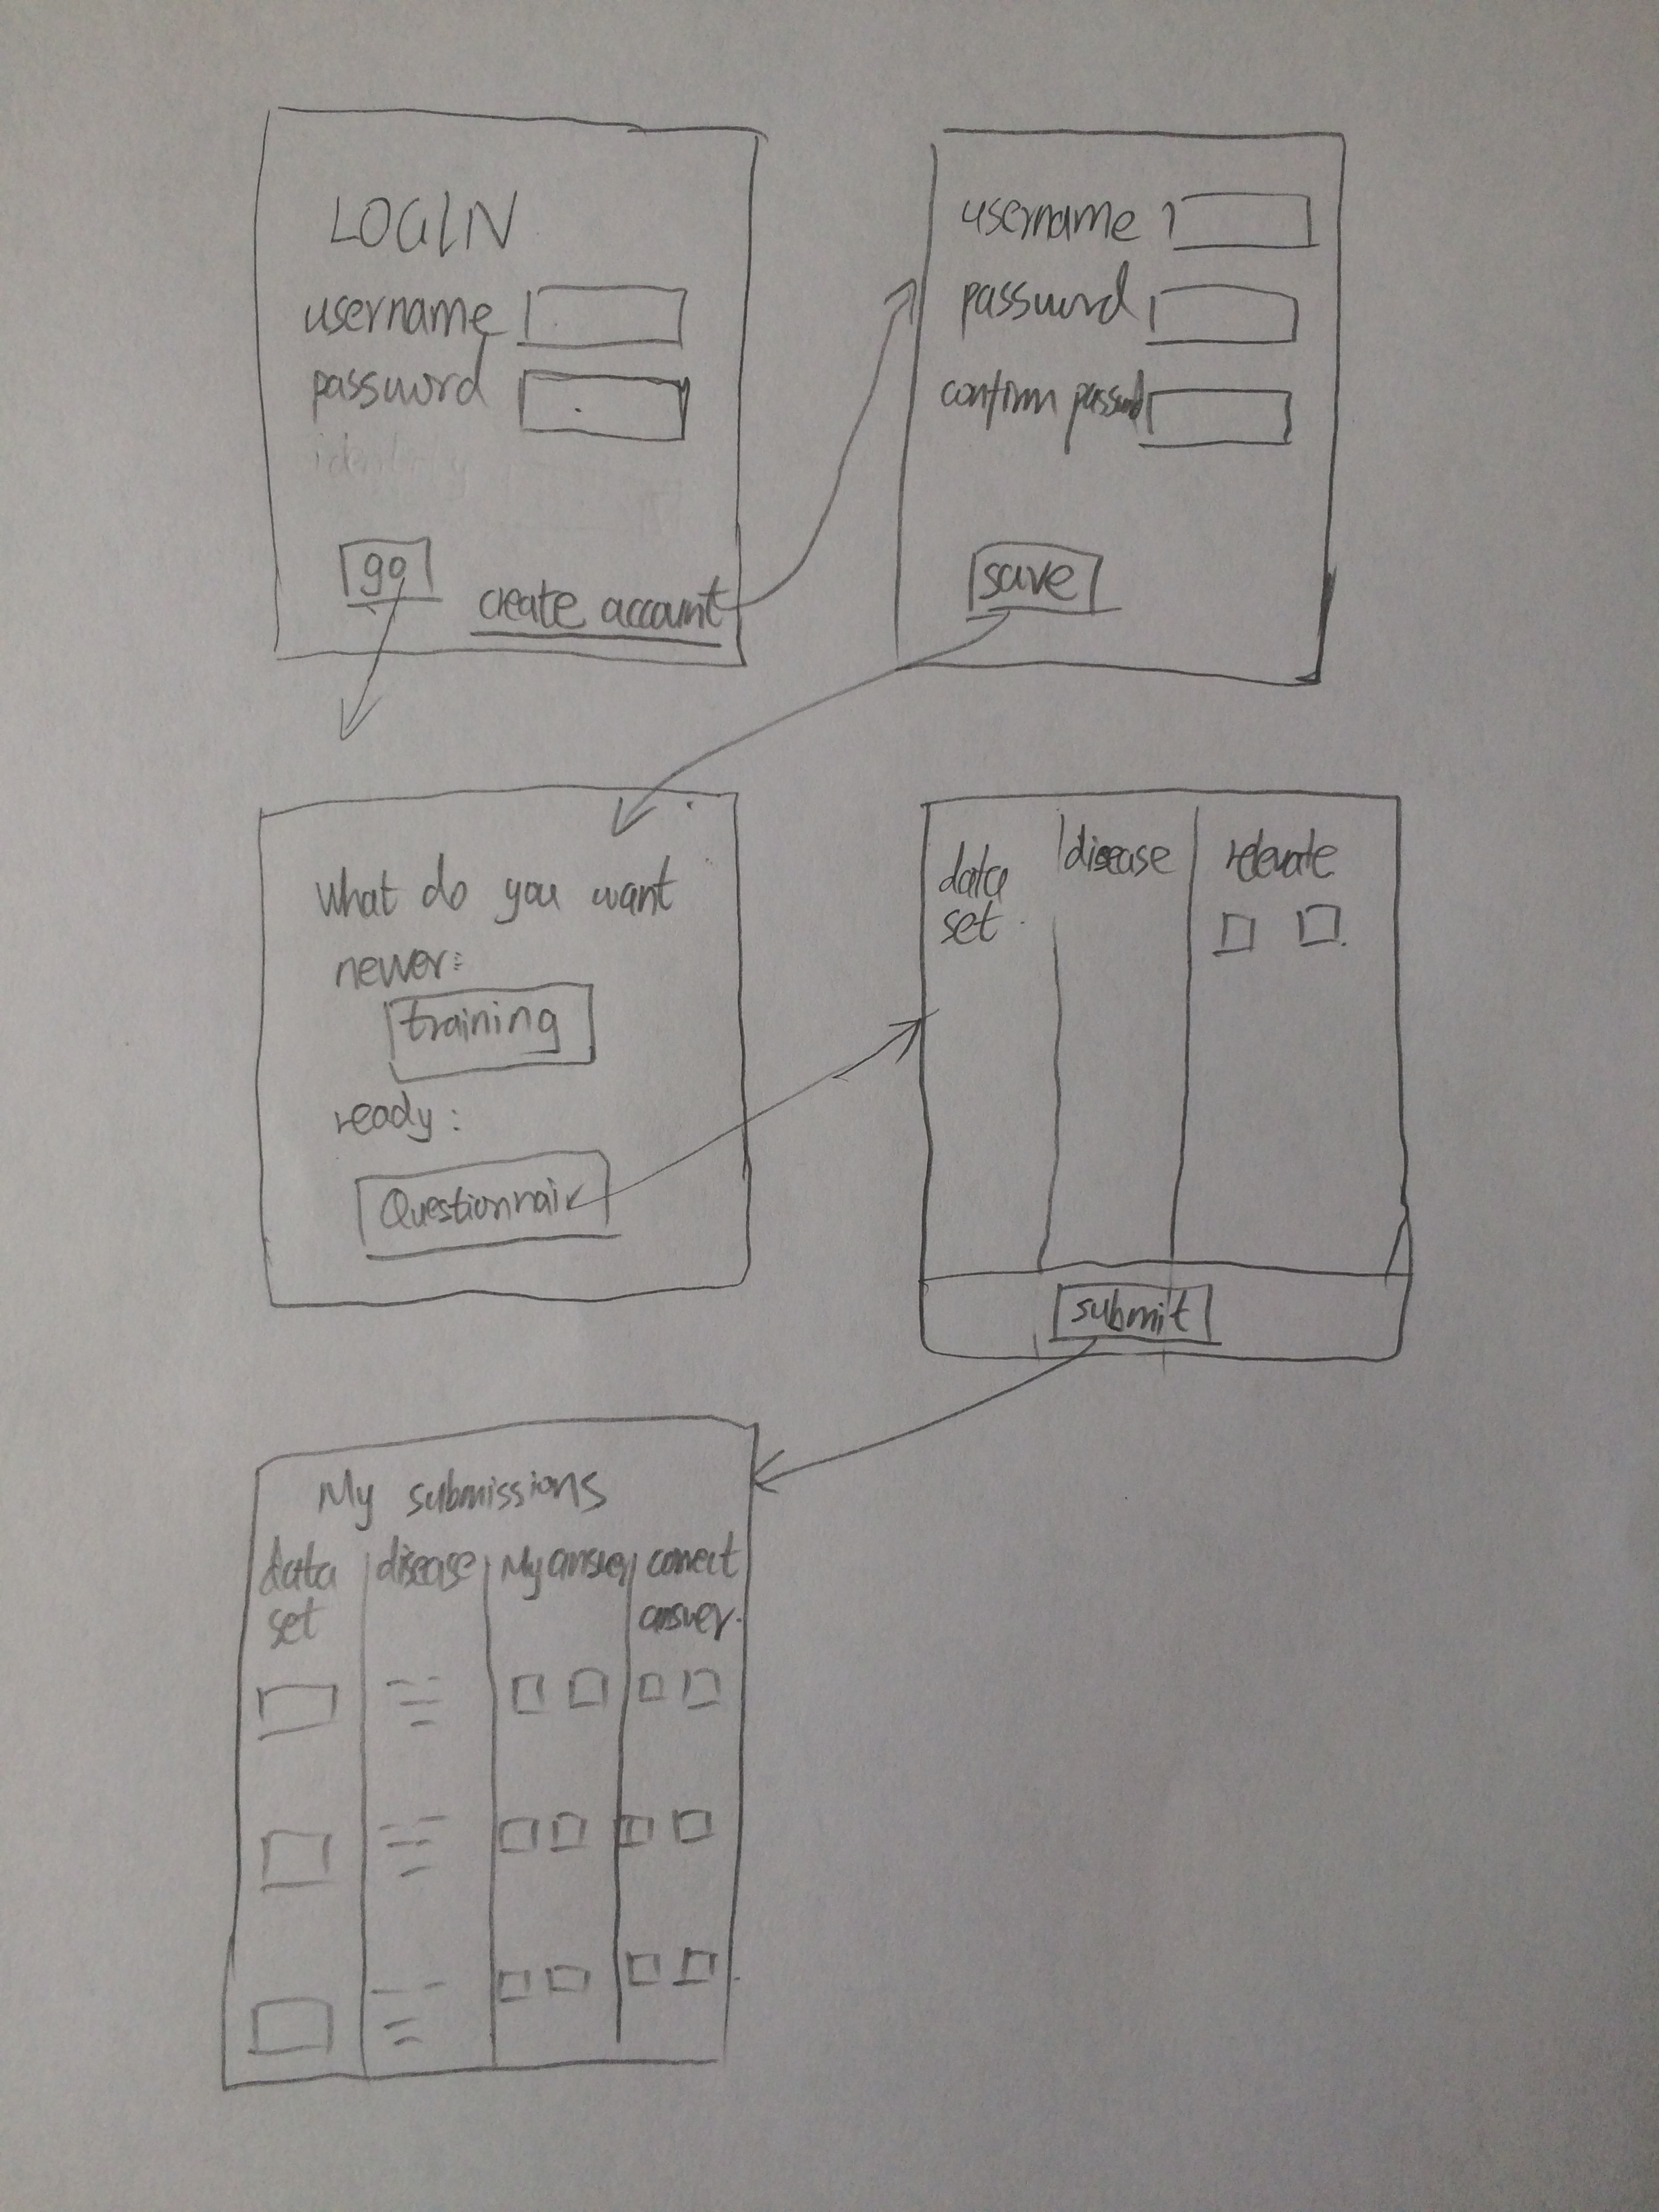 LOGIN
username
password
go
create account
username
password
confirm passwd
save
What do you want
newer:
training
ready:
Questionnair
data
set
disease
relevate
submit
My submissions
data
set
disease
My answer
correct
answer.